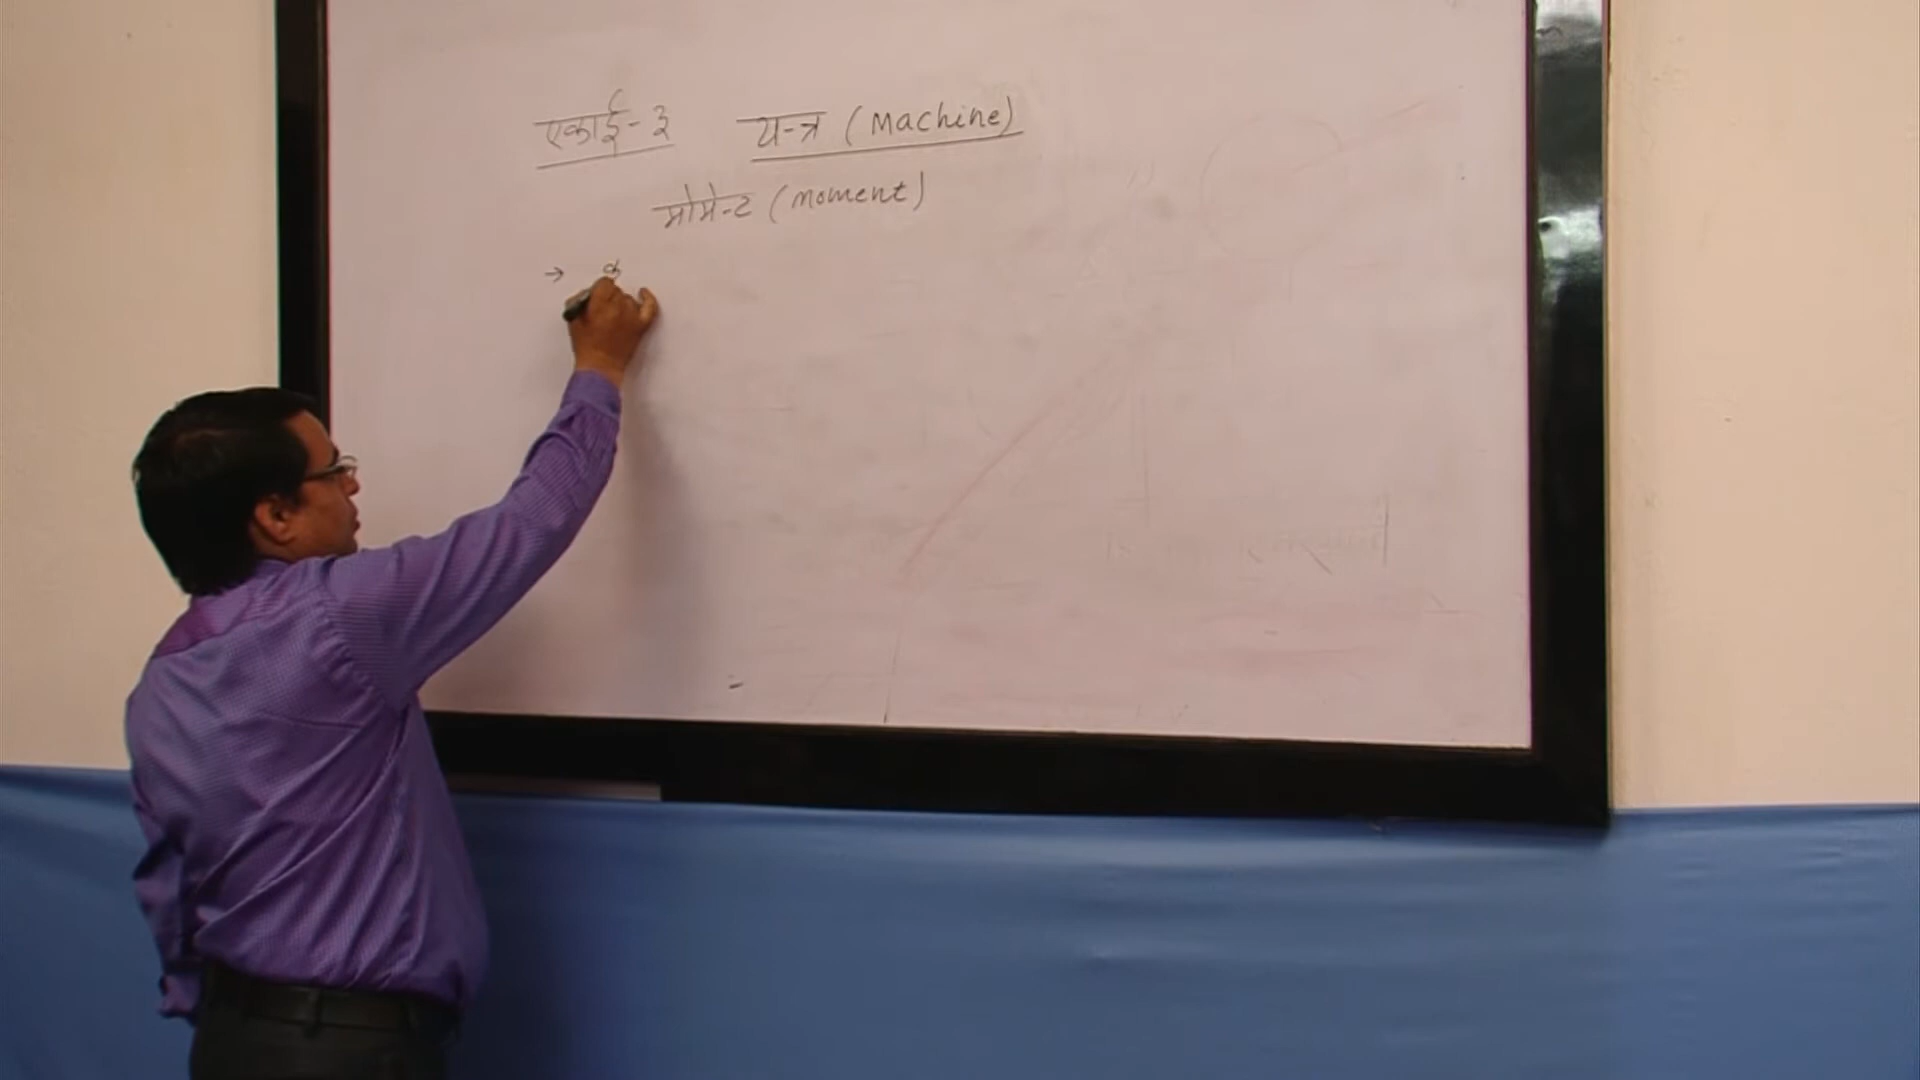 एकाई-३ यन्त्र (Machine)
मोमेन्ट (moment)
→